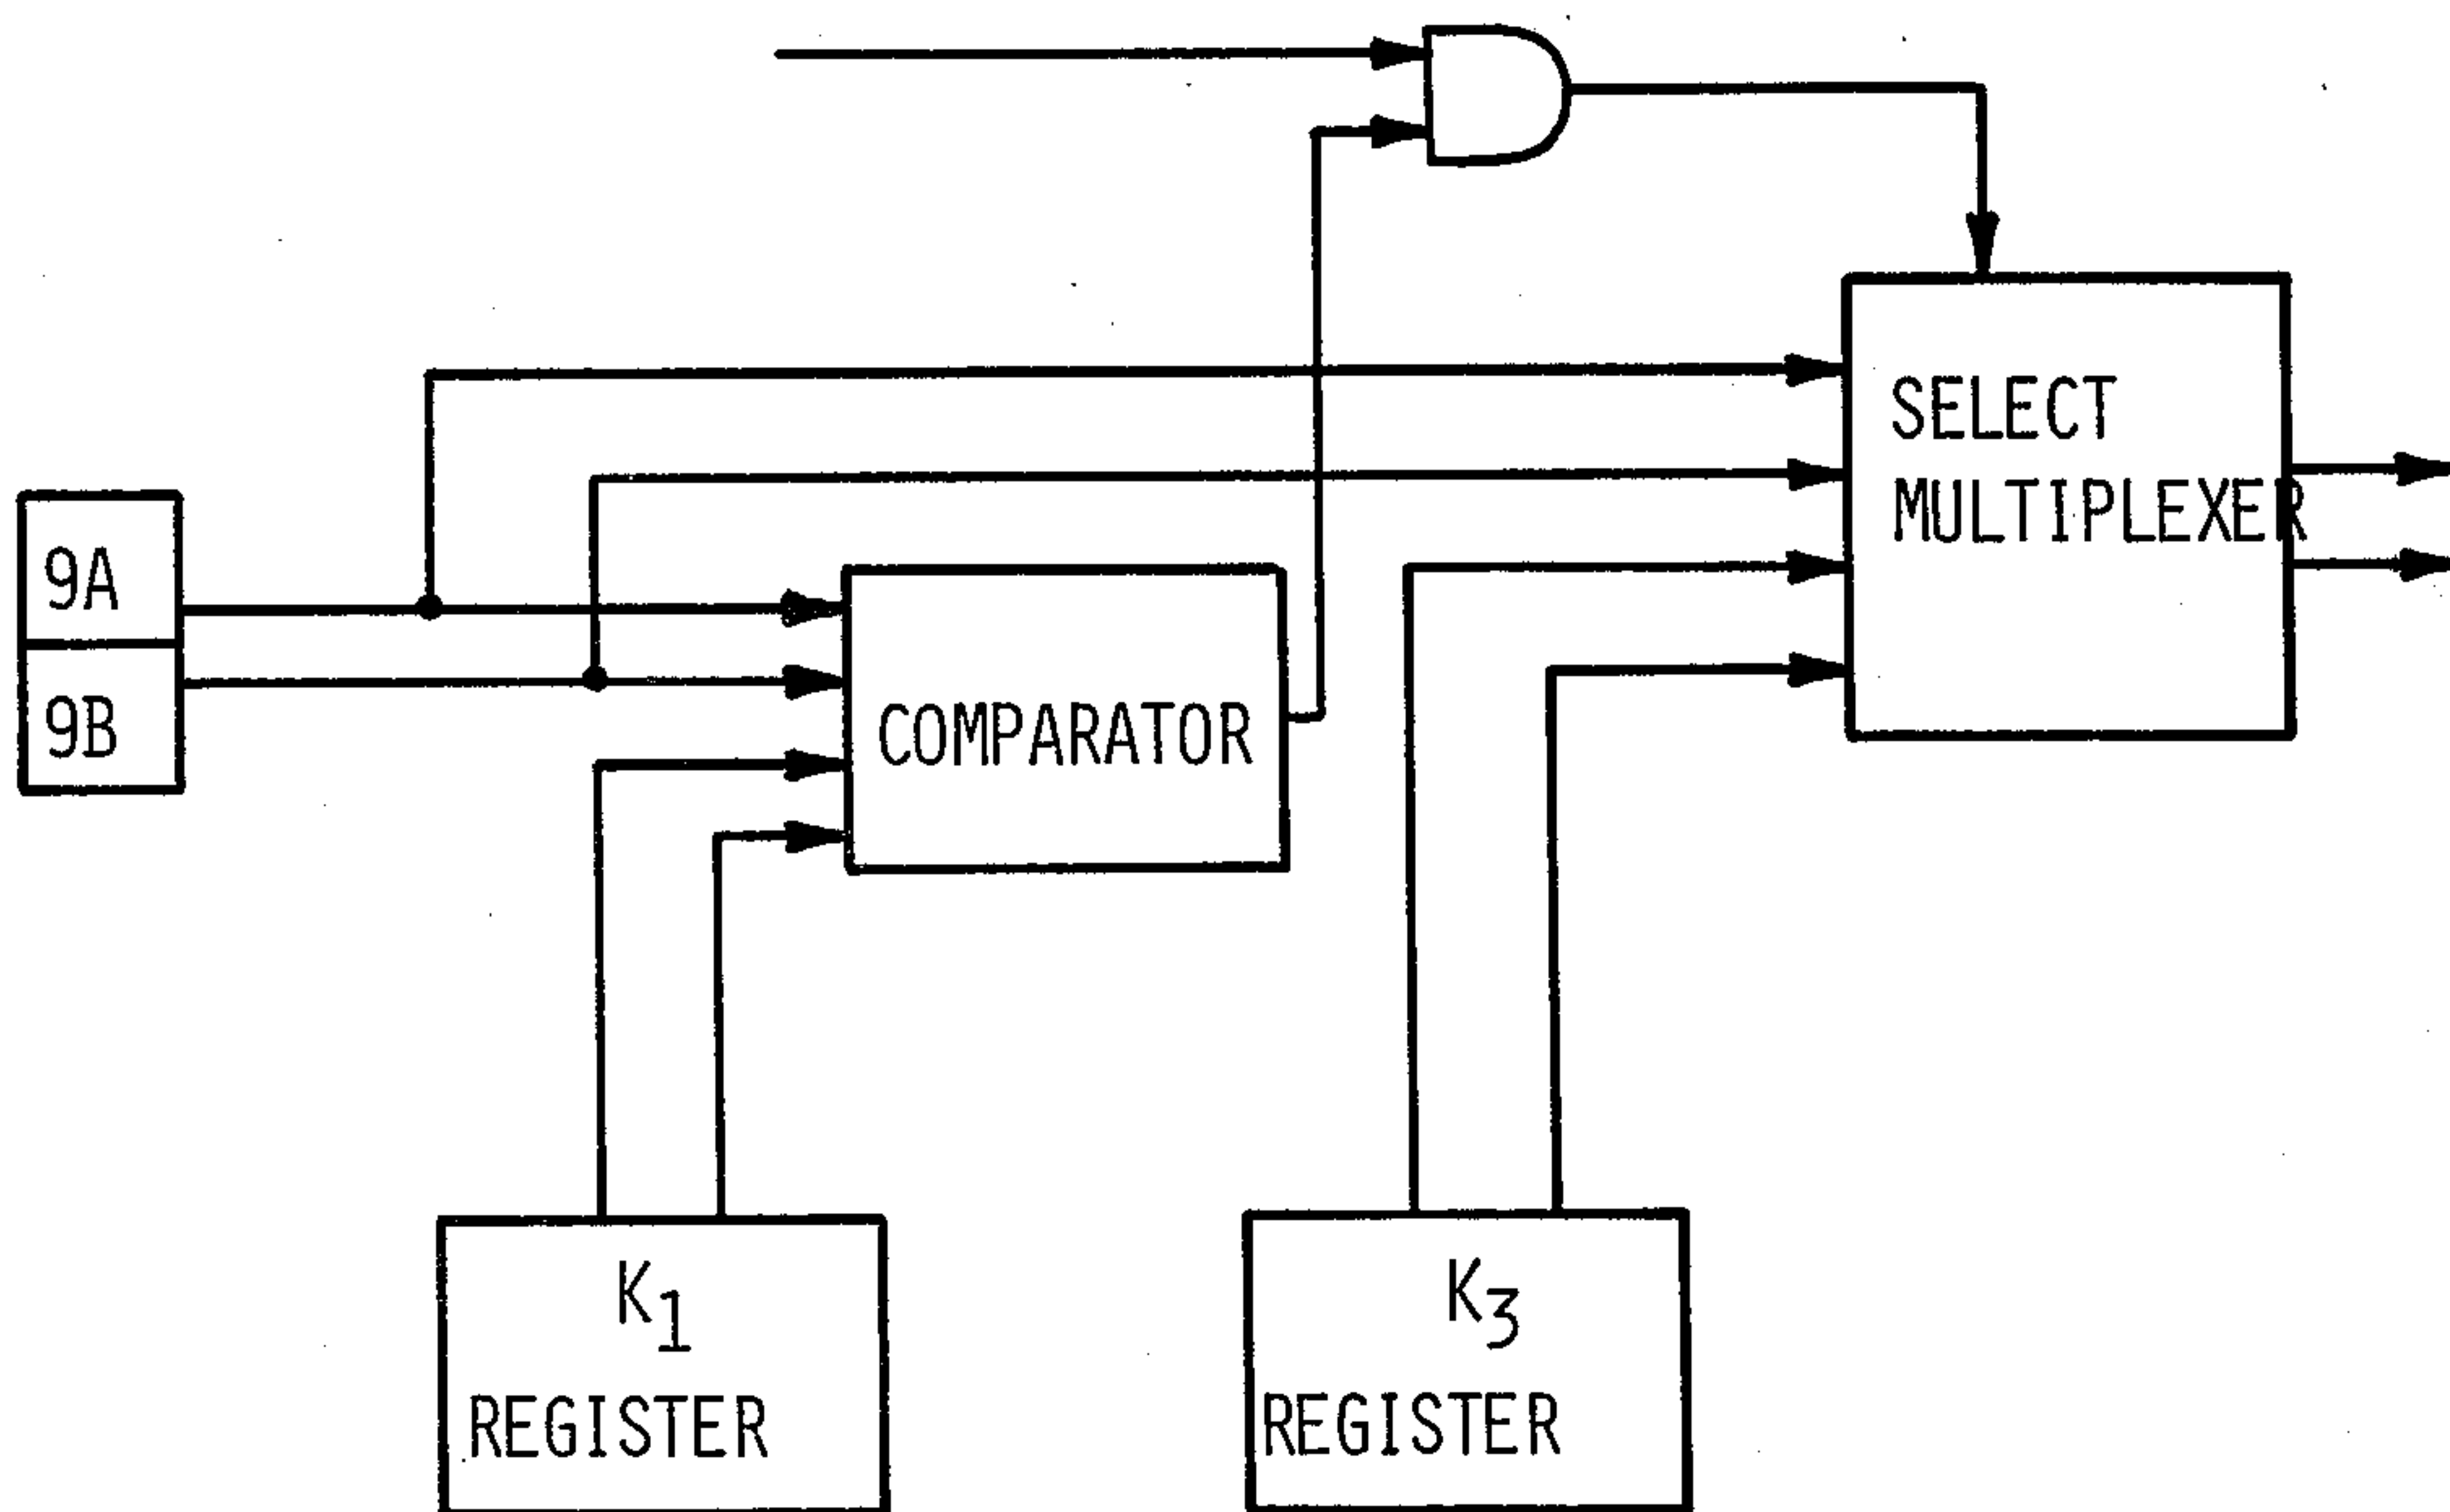 SELECT
MULTIPLEXER
9A
9B
COMPARATOR
K1
REGISTER
K3
REGISTER